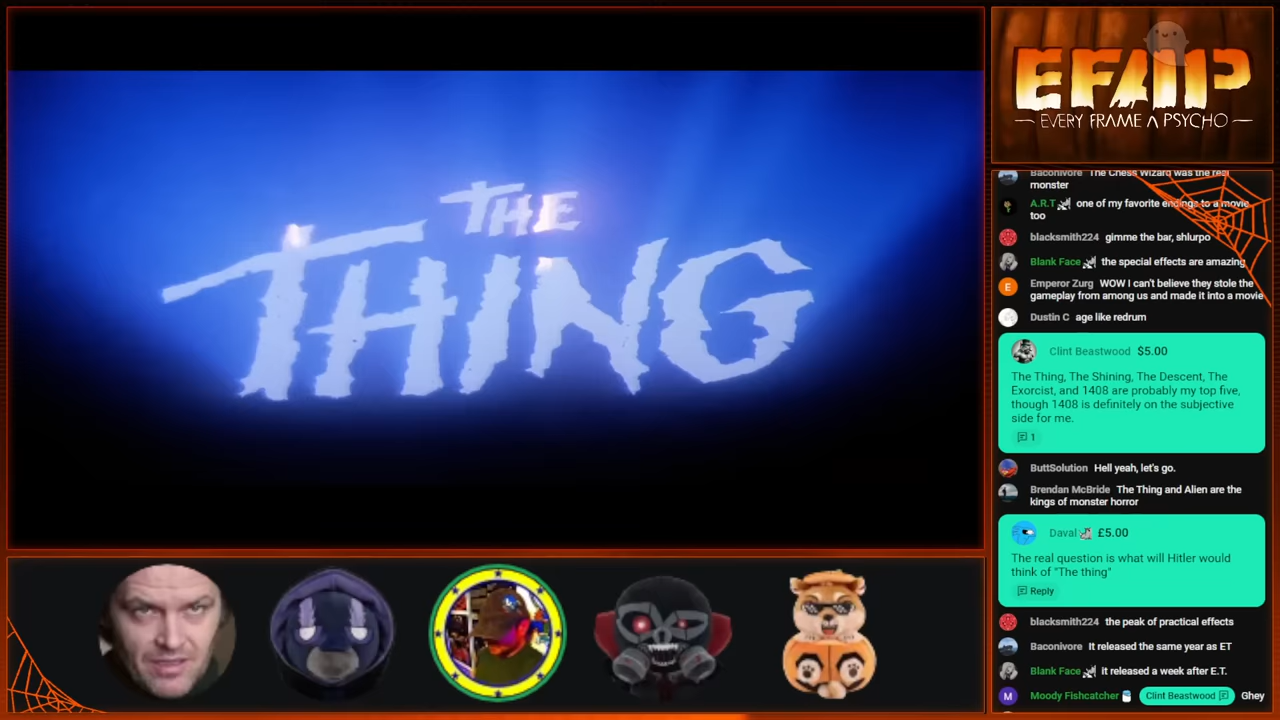 THE
THING
EFAP
EVERY FRAME A PSYCHO
Baconivore The Chess Wizard was the real
monster
A.R.T one of my favorite endings to a movie
too
blacksmith224 gimme the bar, shlurpo
Blank Face the special effects are amazing
Emperor Zurg WOW I can't believe they stole the
gameplay from among us and made it into a movie
Dustin C age like redrum
Clint Beastwood $5.00
The Thing, The Shining, The Descent, The
Exorcist, and 1408 are probably my top five,
though 1408 is definitely on the subjective
side for me.
1
ButtSolution Hell yeah, let's go.
Brendan McBride The Thing and Alien are the
kings of monster horror
Daval £5.00
The real question is what will Hitler would
think of "The thing"
Reply
blacksmith224 the peak of practical effects
Baconivore It released the same year as ET
Blank Face it released a week after E.T.
M Moody Fishcatcher Clint Beastwood Ghey